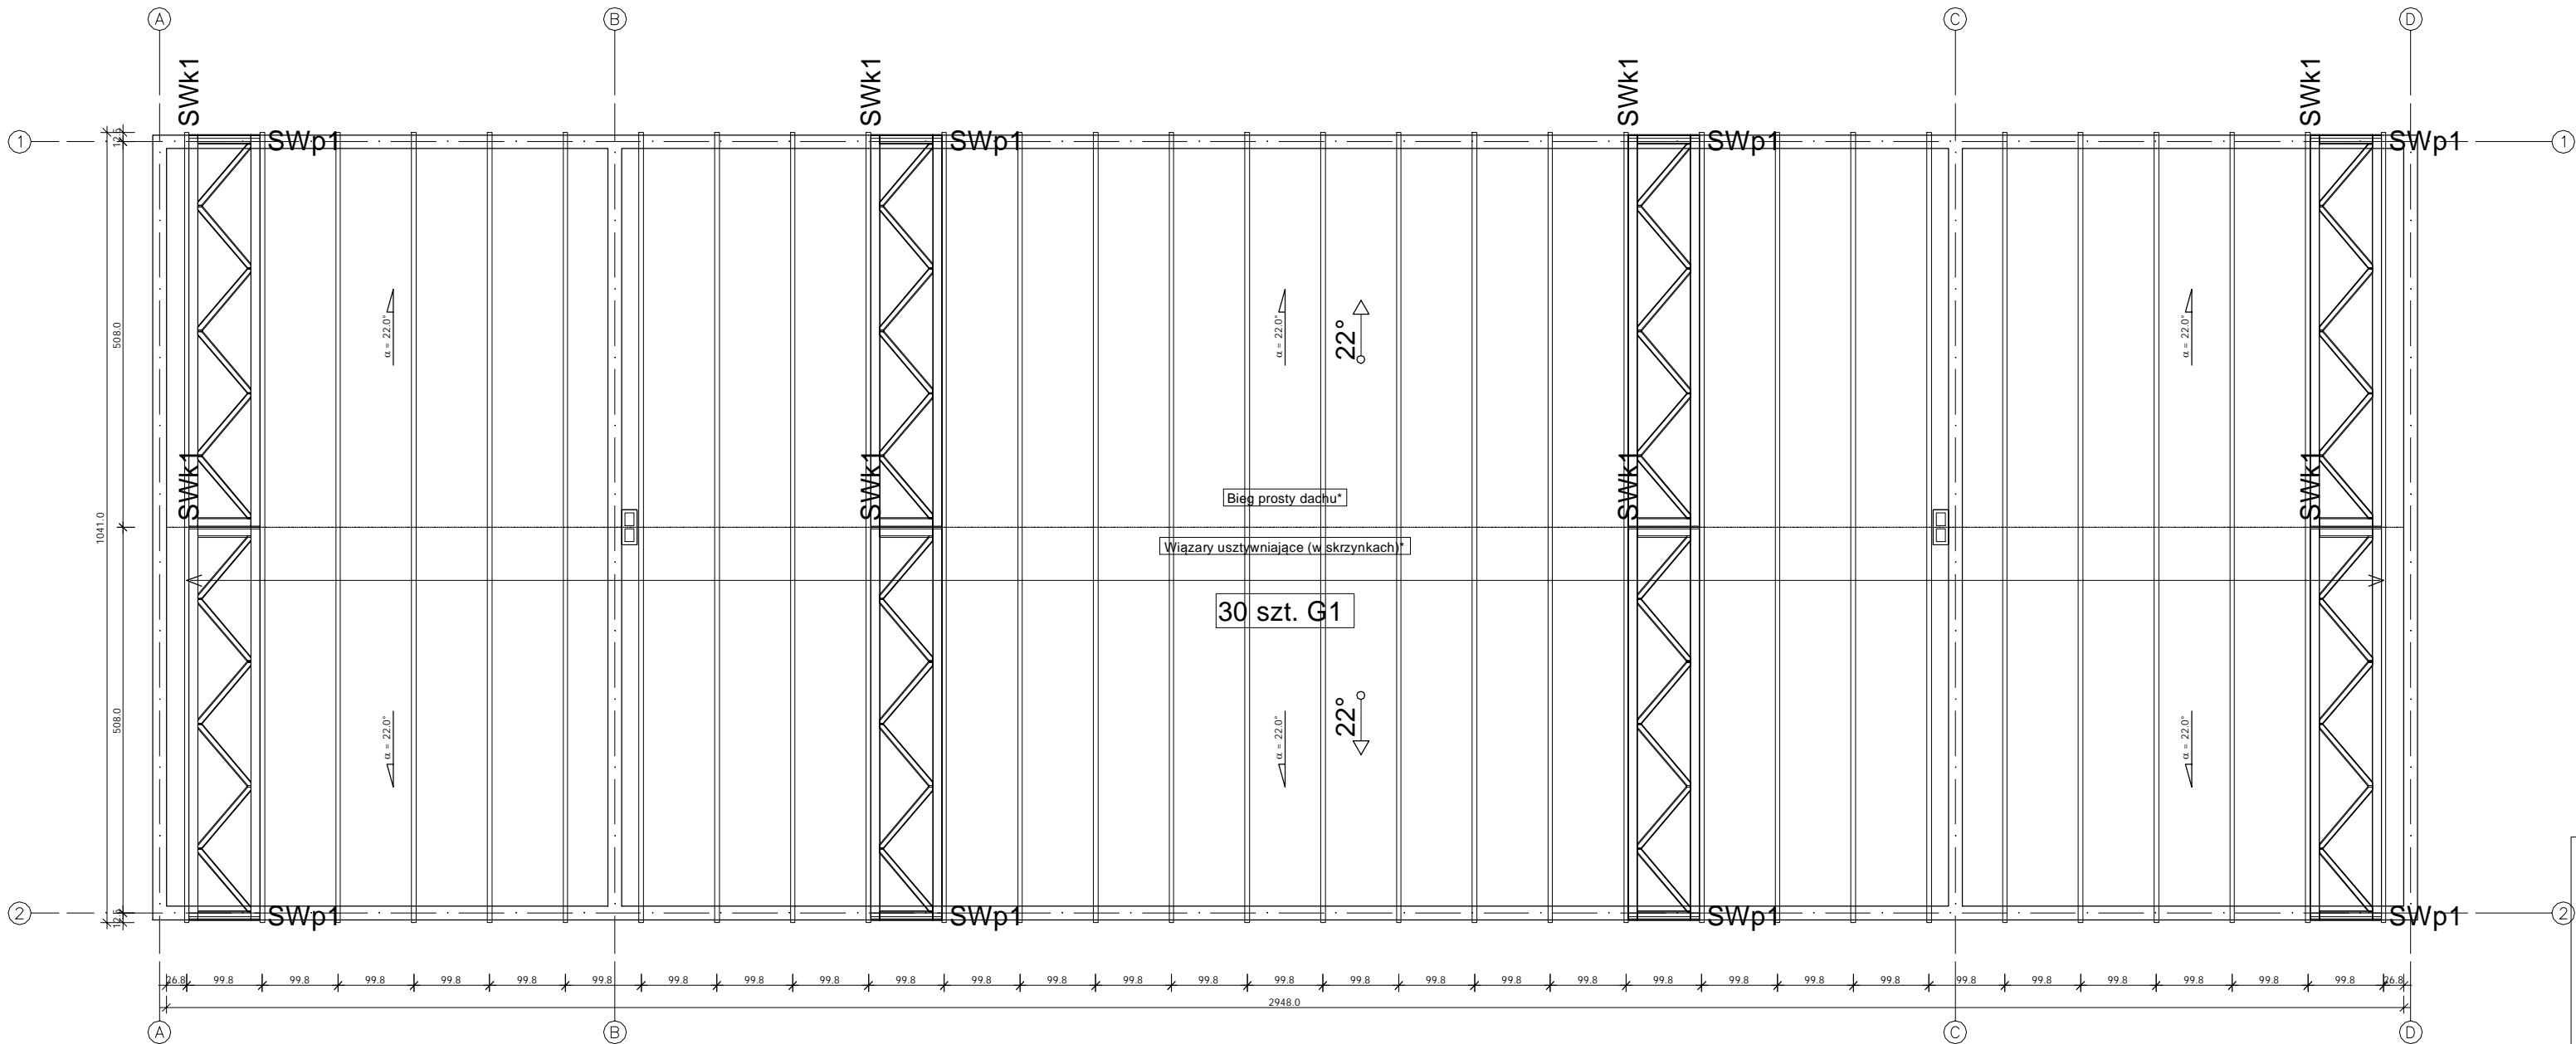 A B C D
SWk1 SWk1 SWk1 SWk1
1 12.5 SWp1 SWp1 SWp1 SWp1 1
508.0 α = 22.0° α = 22.0° 22° α = 22.0°
SWk1 SWk1 SWk1 SWk1
Bieg prosty dachu*
1041.0
Wiązary usztywniające (w skrzynkach)*
30 szt. G1
508.0 α = 22.0° α = 22.0° 22° α = 22.0°
2 12.5 SWp1 SWp1 SWp1 SWp1 2
26.8 99.8 99.8 99.8 99.8 99.8 99.8 99.8 99.8 99.8 99.8 99.8 99.8 99.8 99.8 99.8 99.8 99.8 99.8 99.8 99.8 99.8 99.8 99.8 99.8 99.8 99.8 99.8 99.8 99.8 26.8
2948.0
A B C D